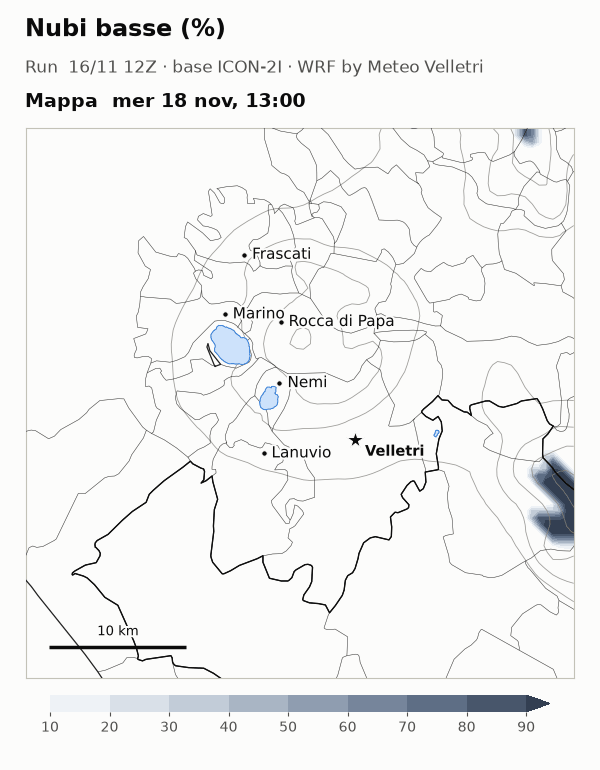 Nubi basse (%)
Run  16/11 12Z · base ICON-2I · WRF by Meteo Velletri
Mappa  mer 18 nov, 13:00
Frascati
Marino
Rocca di Papa
Nemi
Velletri
Lanuvio
10 km
10 20 30 40 50 60 70 80 90